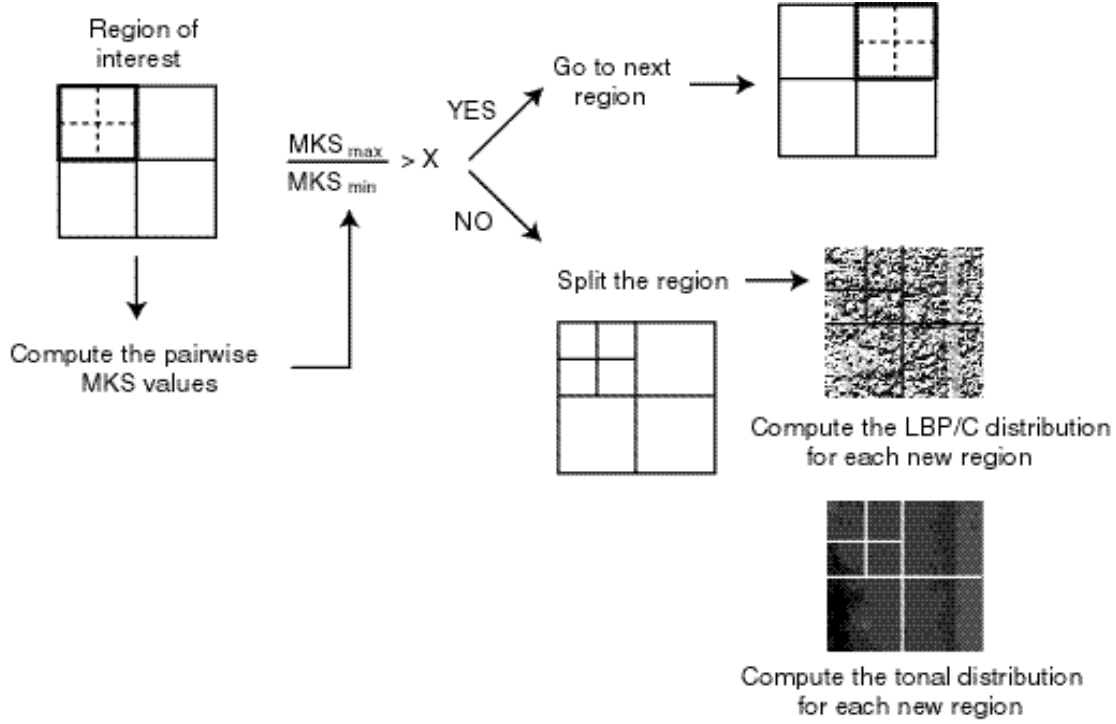 Region of
interest
Compute the pairwise
MKS values
MKS max
MKS min
> X
YES
NO
Go to next
region
Split the region
Compute the LBP/C distribution
for each new region
Compute the tonal distribution
for each new region